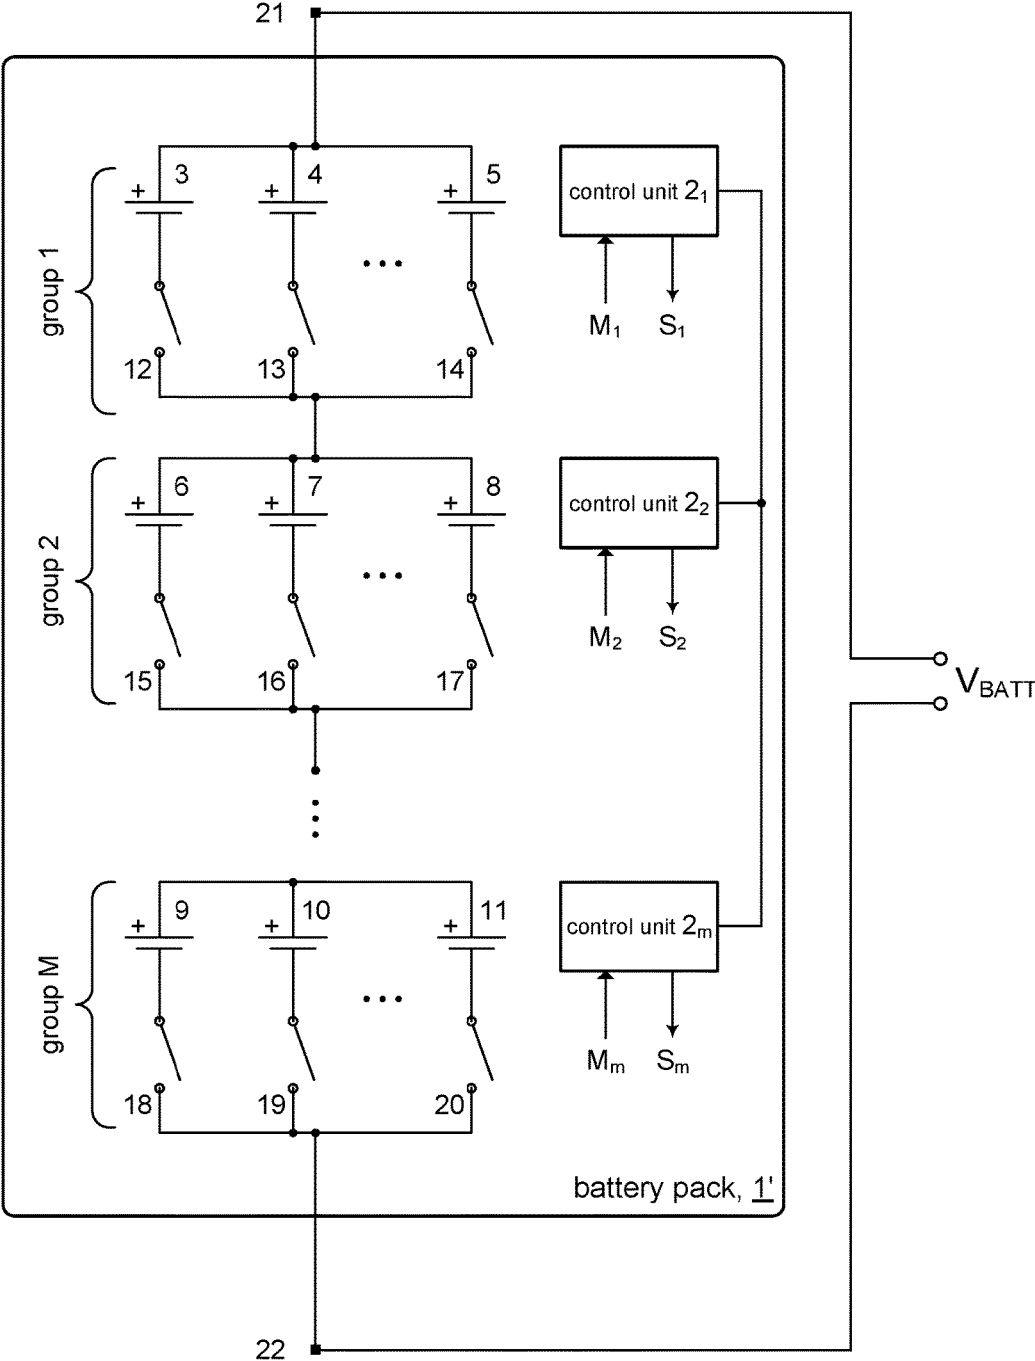 21
3 4 5
+ + +
control unit 2₁
group 1
M₁ S₁
12 13 14
6 7 8
+ + +
control unit 2₂
group 2
M₂ S₂
15 16 17
V_BATT
9 10 11
+ + +
control unit 2ₘ
group M
Mₘ Sₘ
18 19 20
battery pack, 1'
22